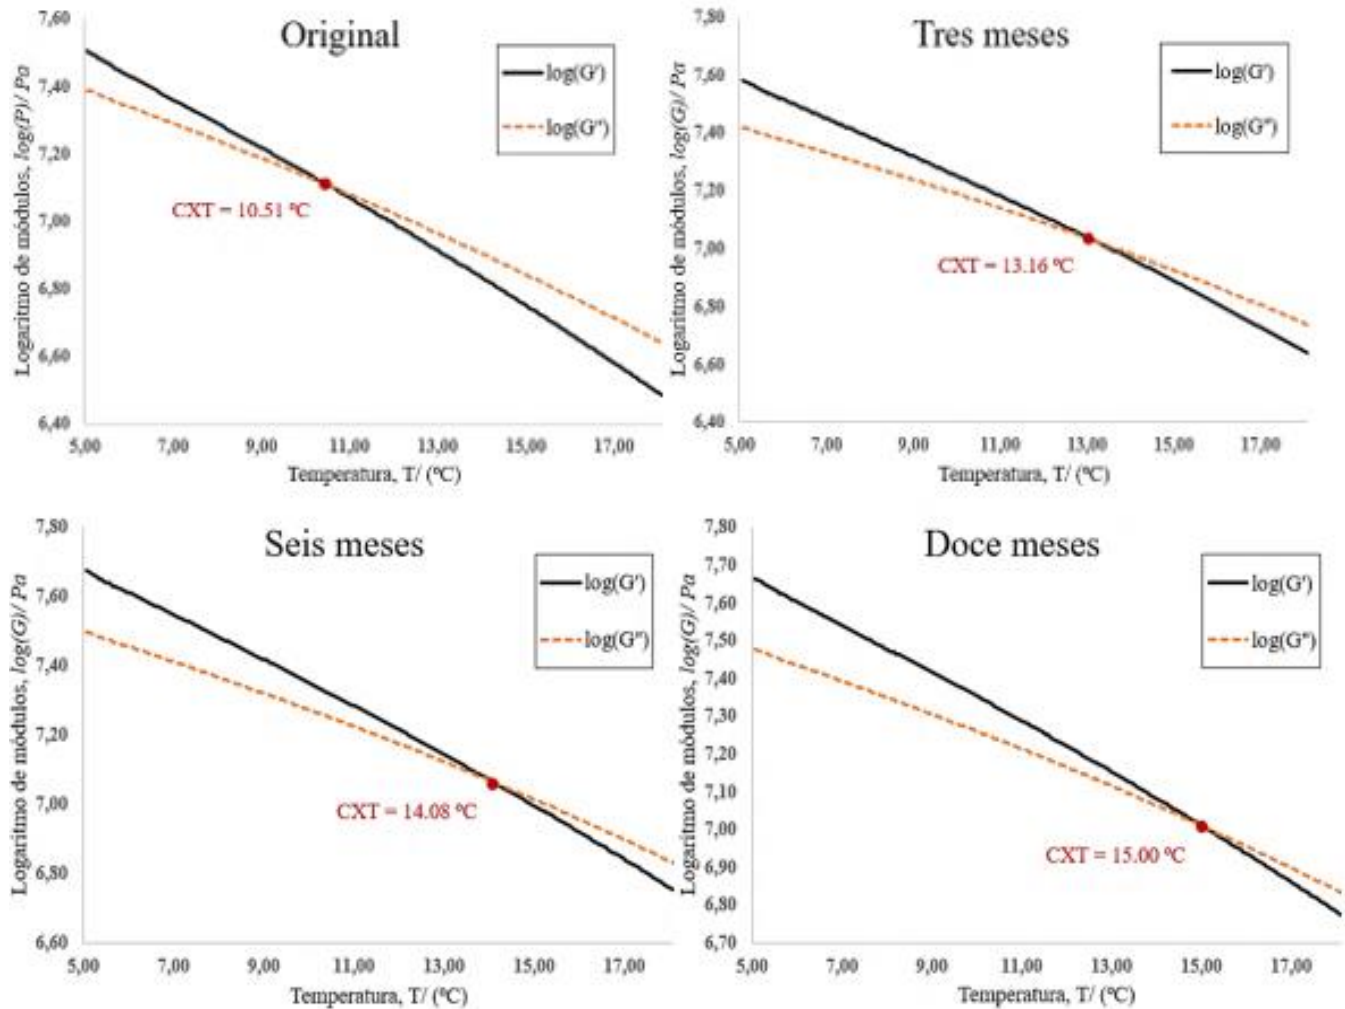 Original
log(G')
log(G'')
7,60
7,40
7,20
7,00
6,80
6,60
6,40
Logaritmo de módulos, log(P)/ Pa
CXT = 10.51 ºC
5,00 7,00 9,00 11,00 13,00 15,00 17,00
Temperatura, T/ (ºC)
Tres meses
log(G')
log(G'')
7,80
7,60
7,40
7,20
7,00
6,80
6,60
6,40
Logaritmo de módulos, log(G)/ Pa
CXT = 13.16 ºC
5,00 7,00 9,00 11,00 13,00 15,00 17,00
Temperatura, T/ (ºC)
Seis meses
log(G')
log(G'')
7,80
7,60
7,40
7,20
7,00
6,80
6,60
Logaritmo de módulos, log(G)/ Pa
CXT = 14.08 ºC
5,00 7,00 9,00 11,00 13,00 15,00 17,00
Temperatura, T/ (ºC)
Doce meses
log(G')
log(G'')
7,80
7,70
7,60
7,50
7,40
7,30
7,20
7,10
7,00
6,90
6,80
6,70
Logaritmo de módulos, log(G)/ Pa
CXT = 15.00 ºC
5,00 7,00 9,00 11,00 13,00 15,00 17,00
Temperatura, T/ (ºC)